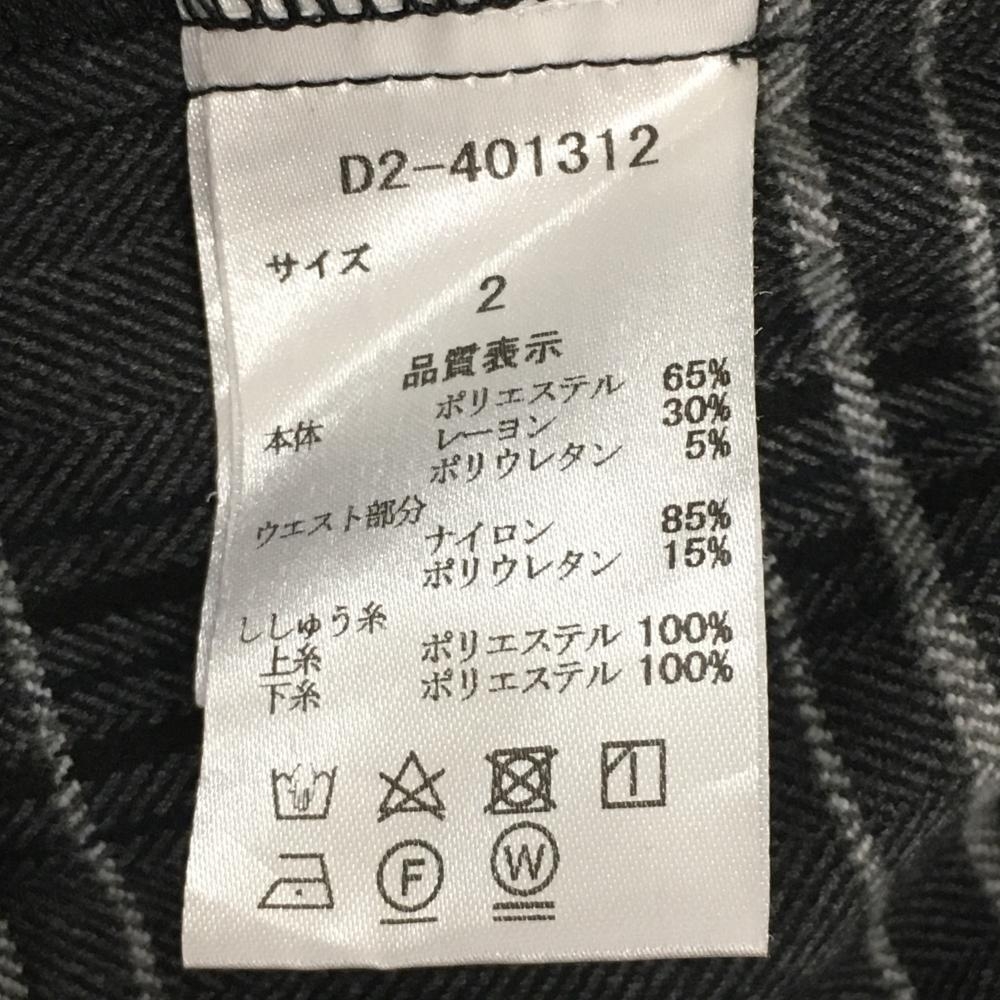 D2-401312
サイズ
2
品質表示
本体 ポリエステル 65%
レーヨン 30%
ポリウレタン 5%
ウエスト部分
ナイロン 85%
ポリウレタン 15%
ししゅう糸
上糸 ポリエステル 100%
下糸 ポリエステル 100%
F W